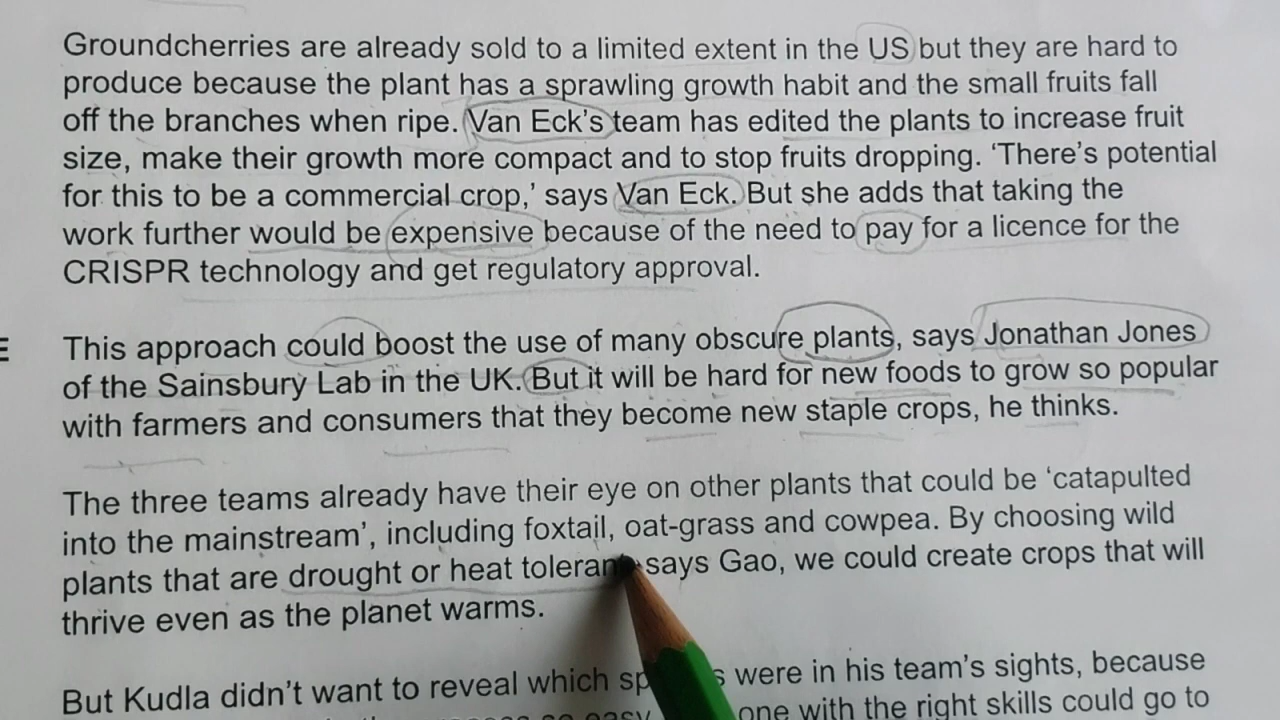 Groundcherries are already sold to a limited extent in the US but they are hard to
produce because the plant has a sprawling growth habit and the small fruits fall
off the branches when ripe. Van Eck's team has edited the plants to increase fruit
size, make their growth more compact and to stop fruits dropping. 'There's potential
for this to be a commercial crop,' says Van Eck. But she adds that taking the
work further would be expensive because of the need to pay for a licence for the
CRISPR technology and get regulatory approval.
E
This approach could boost the use of many obscure plants, says Jonathan Jones
of the Sainsbury Lab in the UK. But it will be hard for new foods to grow so popular
with farmers and consumers that they become new staple crops, he thinks.
The three teams already have their eye on other plants that could be 'catapulted
into the mainstream', including foxtail, oat-grass and cowpea. By choosing wild
plants that are drought or heat tolerant says Gao, we could create crops that will
thrive even as the planet warms.
But Kudla didn't want to reveal which were in his team's sights, because
so easy one with the right skills could go to